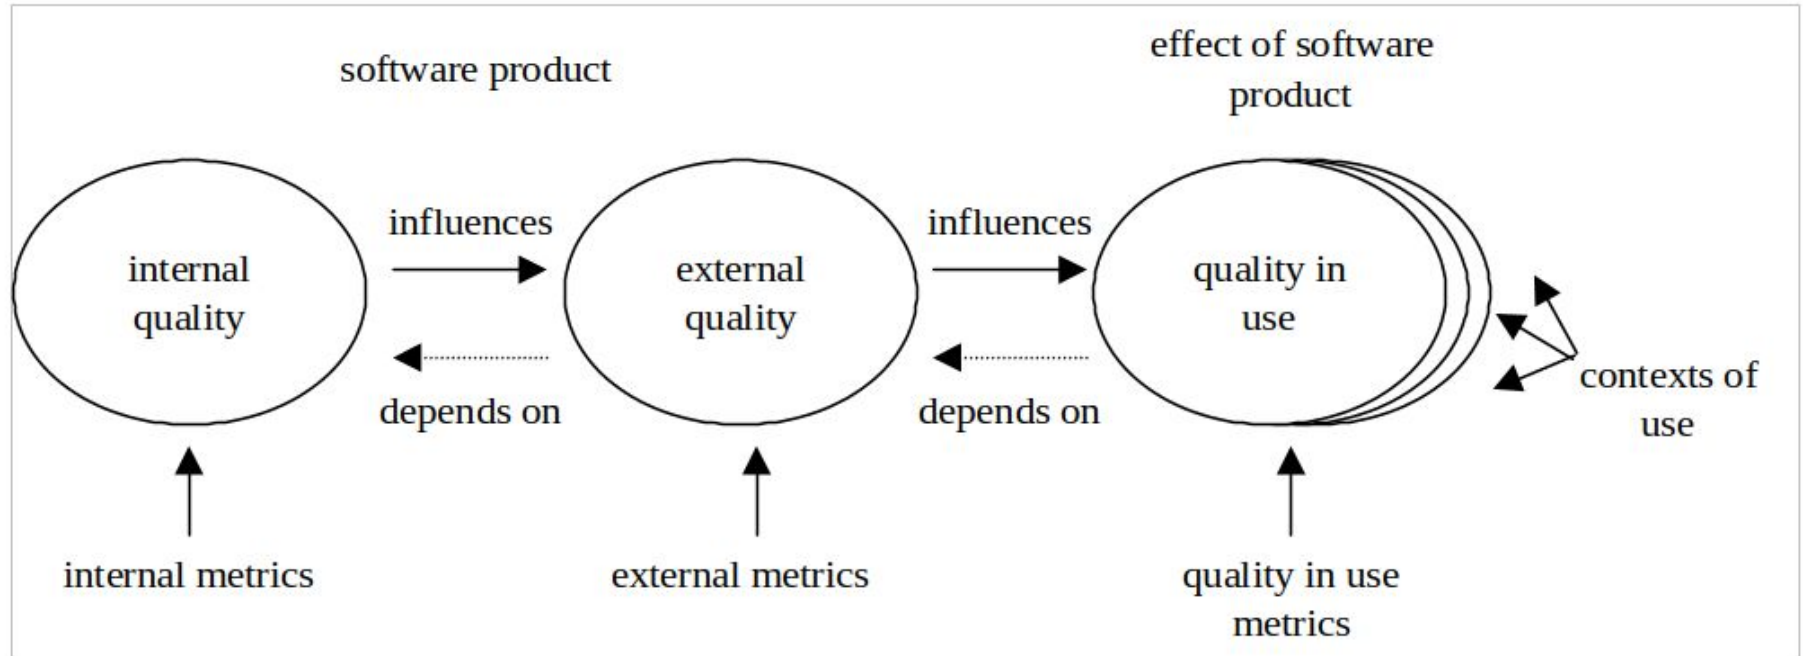 software product
effect of software
product
internal
quality
influences
depends on
external
quality
influences
depends on
quality in
use
contexts of
use
internal metrics
external metrics
quality in use
metrics